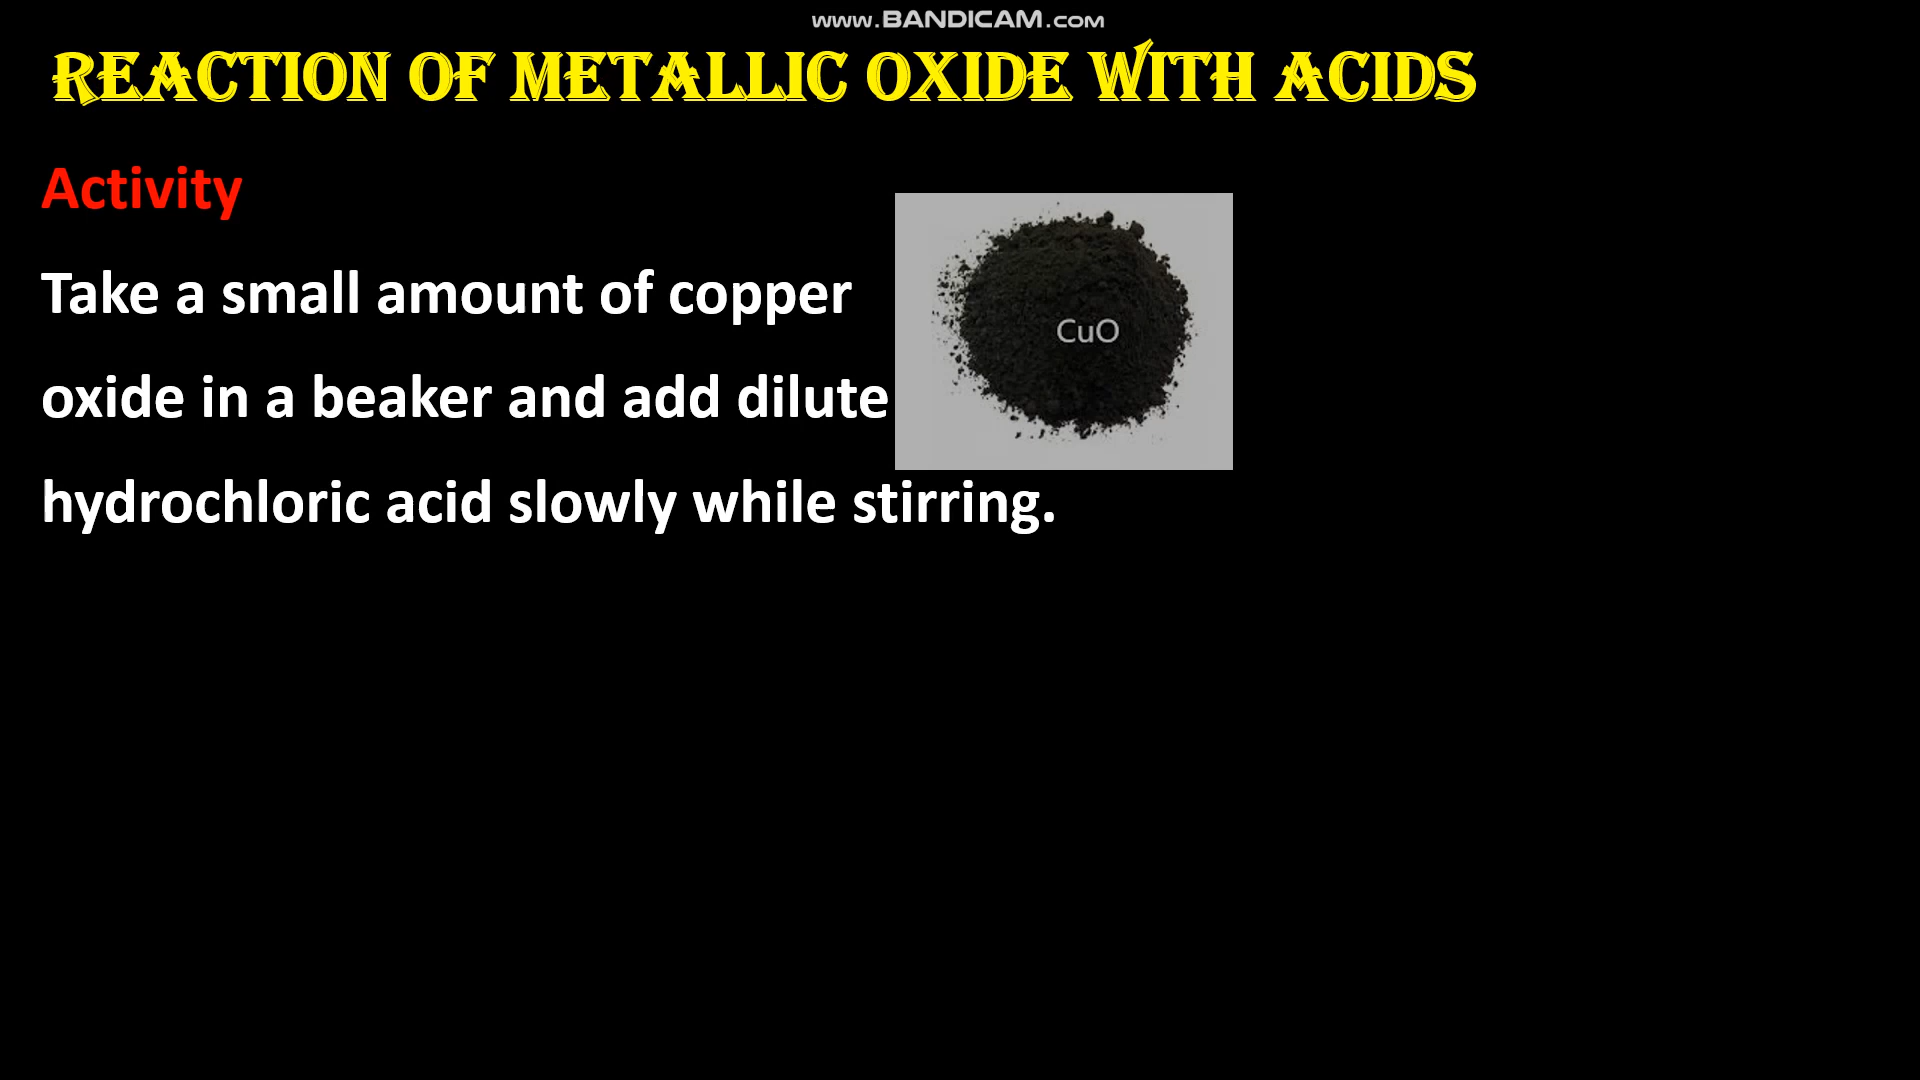 www.BANDICAM.com
REACTION OF METALLIC OXIDE WITH ACIDS
Activity
Take a small amount of copper
oxide in a beaker and add dilute
hydrochloric acid slowly while stirring.
CuO